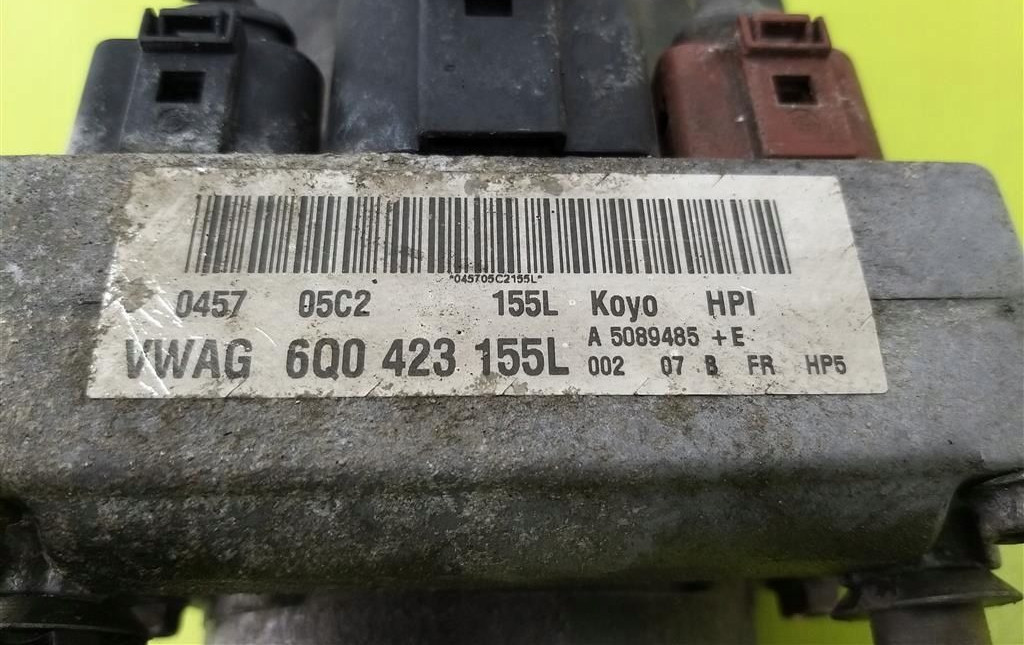 *045705C2155L*
0457 05C2 155L Koyo HPI
A 5089485 +E
VWAG 6Q0 423 155L
002 07 B FR HP5